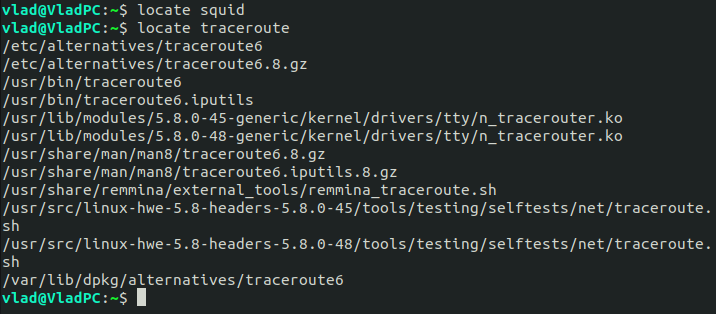 vlad@VladPC:~$ locate squid
vlad@VladPC:~$ locate traceroute
/etc/alternatives/traceroute6
/etc/alternatives/traceroute6.8.gz
/usr/bin/traceroute6
/usr/bin/traceroute6.iputils
/usr/lib/modules/5.8.0-45-generic/kernel/drivers/tty/n_tracerouter.ko
/usr/lib/modules/5.8.0-48-generic/kernel/drivers/tty/n_tracerouter.ko
/usr/share/man/man8/traceroute6.8.gz
/usr/share/man/man8/traceroute6.iputils.8.gz
/usr/share/remmina/external_tools/remmina_traceroute.sh
/usr/src/linux-hwe-5.8-headers-5.8.0-45/tools/testing/selftests/net/traceroute.
sh
/usr/src/linux-hwe-5.8-headers-5.8.0-48/tools/testing/selftests/net/traceroute.
sh
/var/lib/dpkg/alternatives/traceroute6
vlad@VladPC:~$